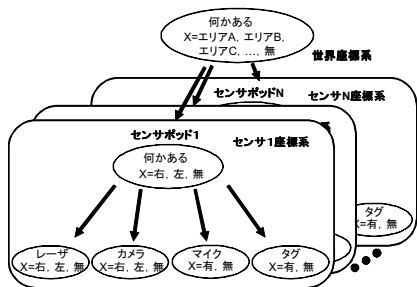 何かある
X=エリアA, エリアB,
エリアC, …, 無
世界座標系
センサポッドN
センサN座標系
系
センサポッド1
センサ1座標系
何かある
X=右, 左, 無
レーザ
X=右, 左, 無
カメラ
X=右, 左, 無
マイク
X=有, 無
タグ
X=有, 無
タグ
X=有, 無